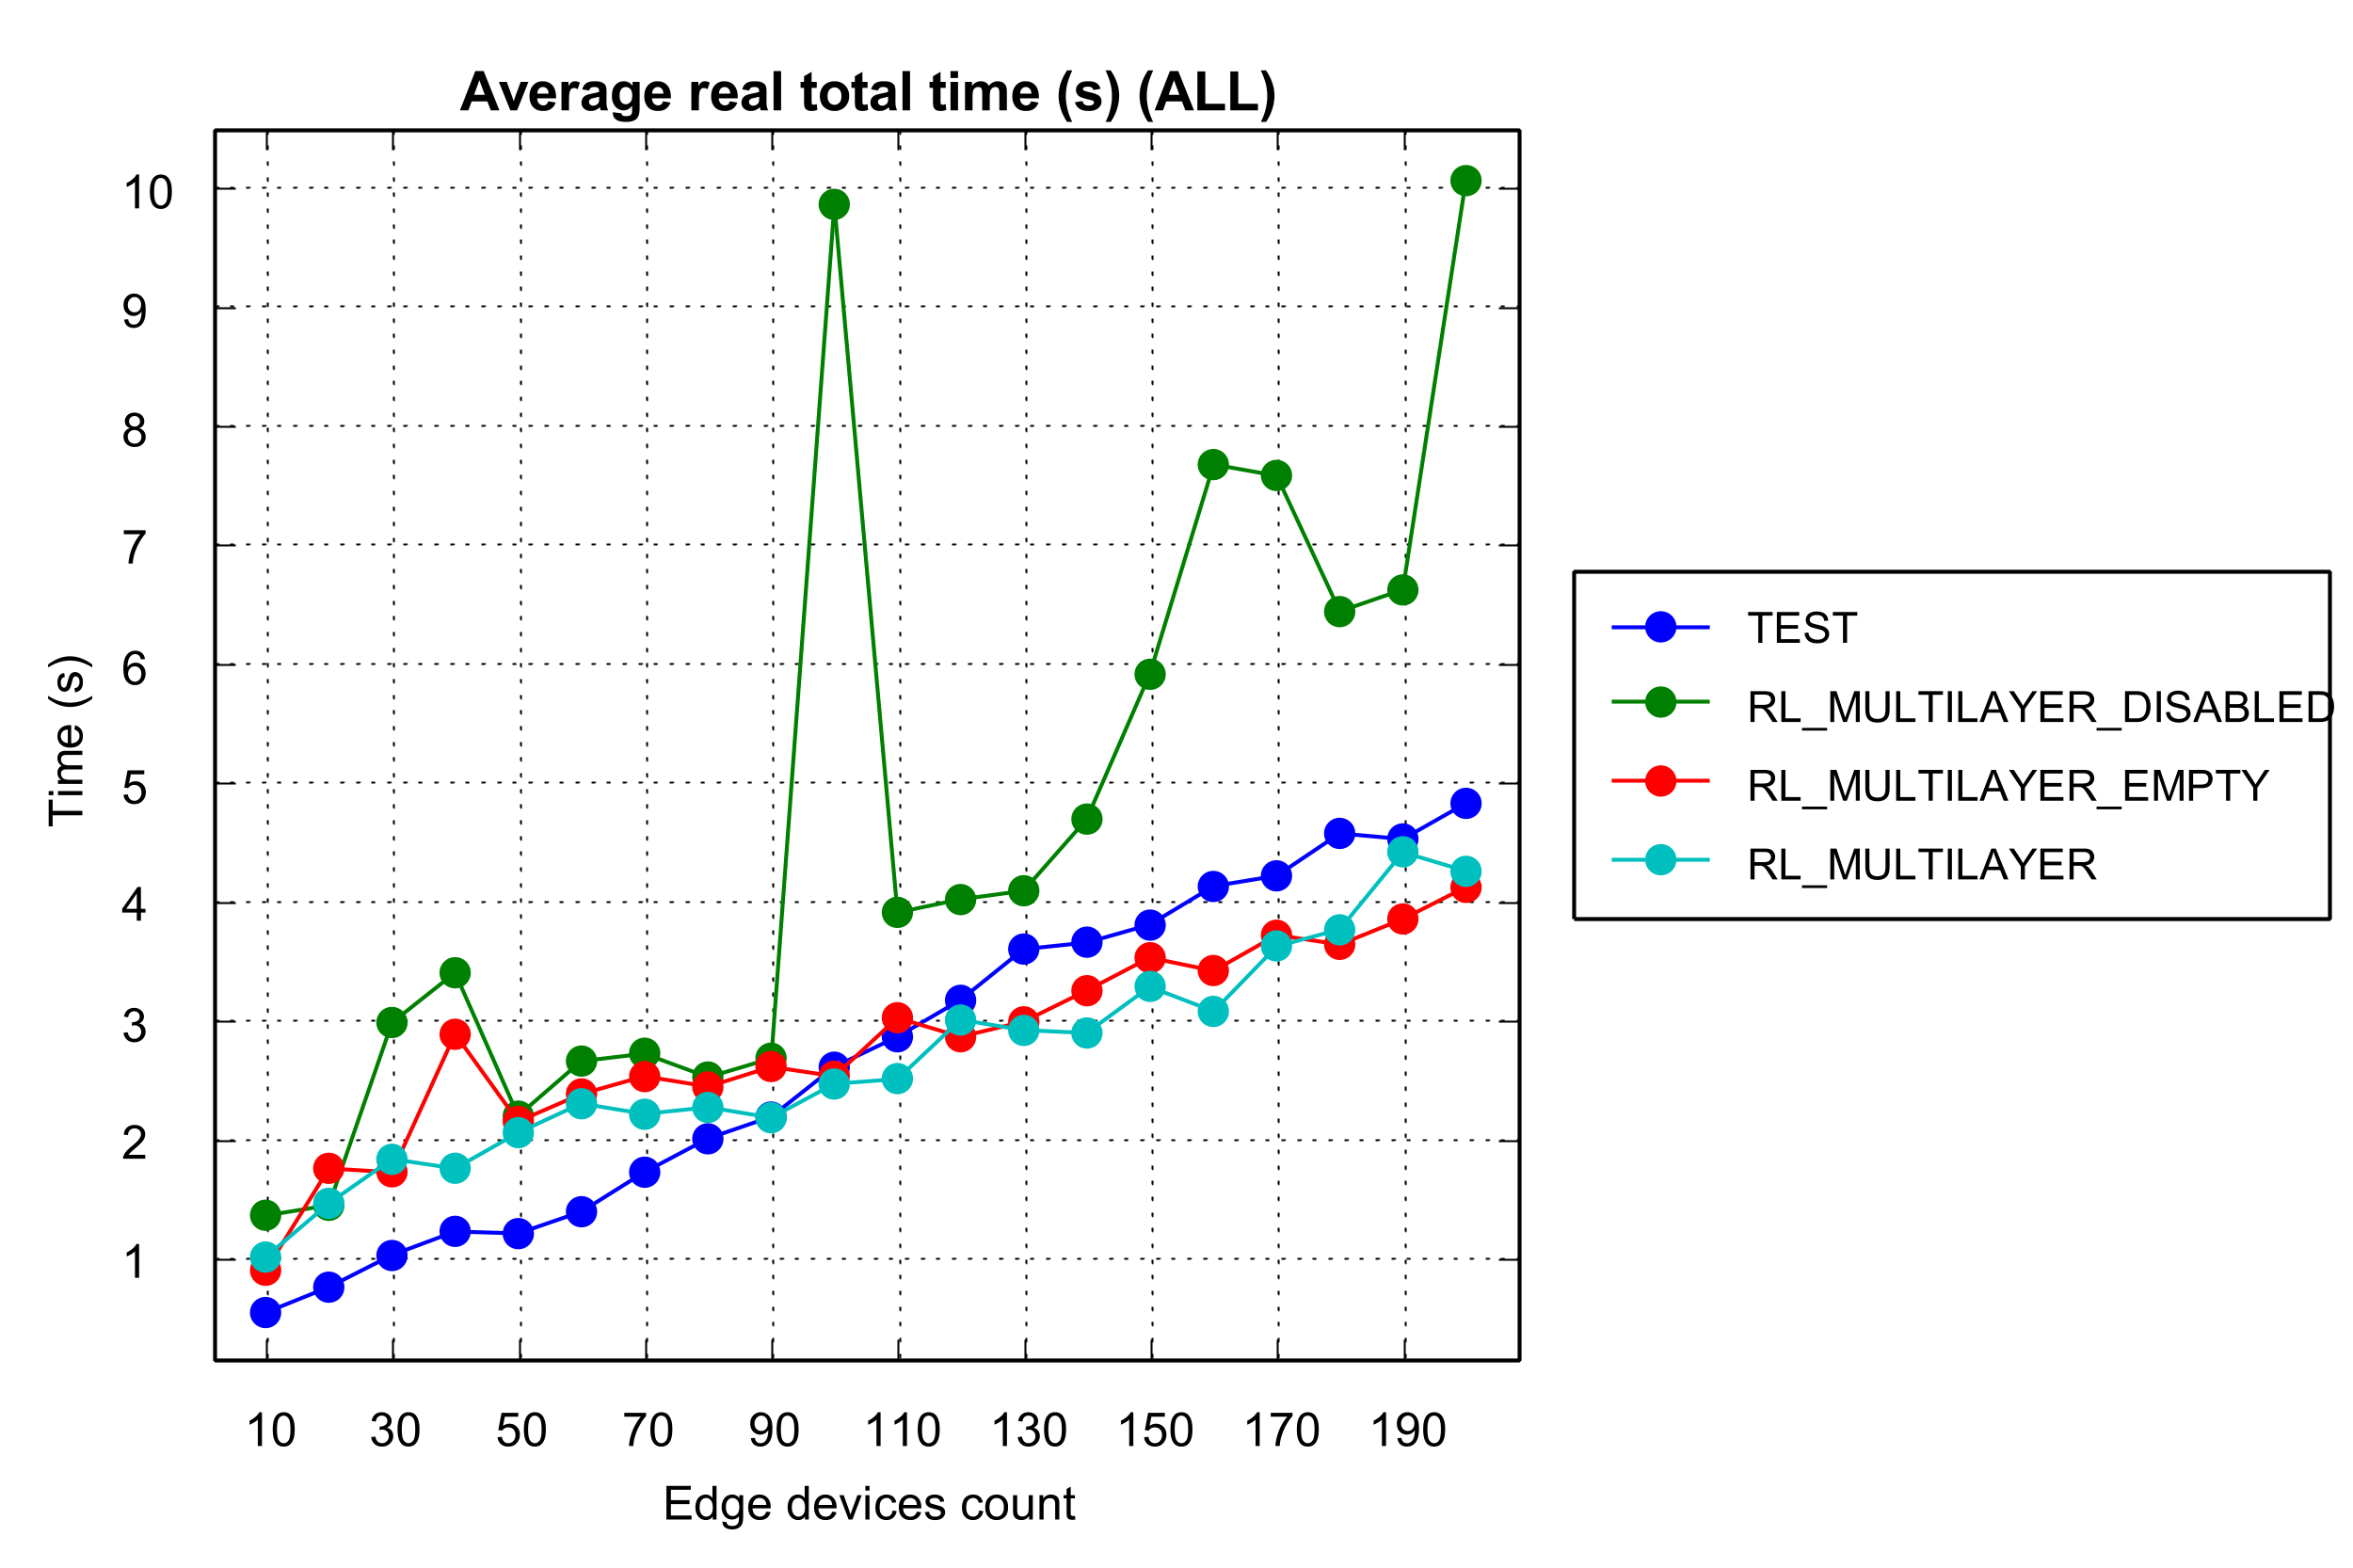 Average real total time (s) (ALL)
10
9
8
7
6
5
4
3
2
1
Time (s)
10 30 50 70 90 110 130 150 170 190
Edge devices count
TEST
RL_MULTILAYER_DISABLED
RL_MULTILAYER_EMPTY
RL_MULTILAYER